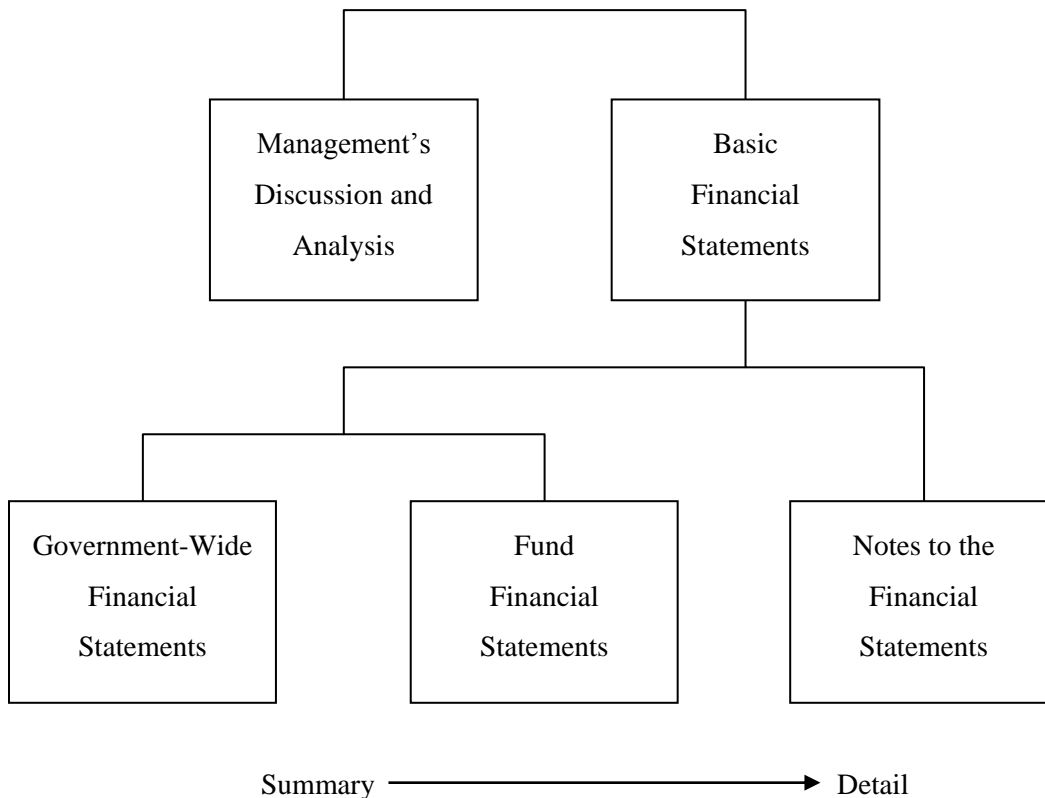 Management’s
Discussion and
Analysis
Basic
Financial
Statements
Government-Wide
Financial
Statements
Fund
Financial
Statements
Notes to the
Financial
Statements
Summary
Detail